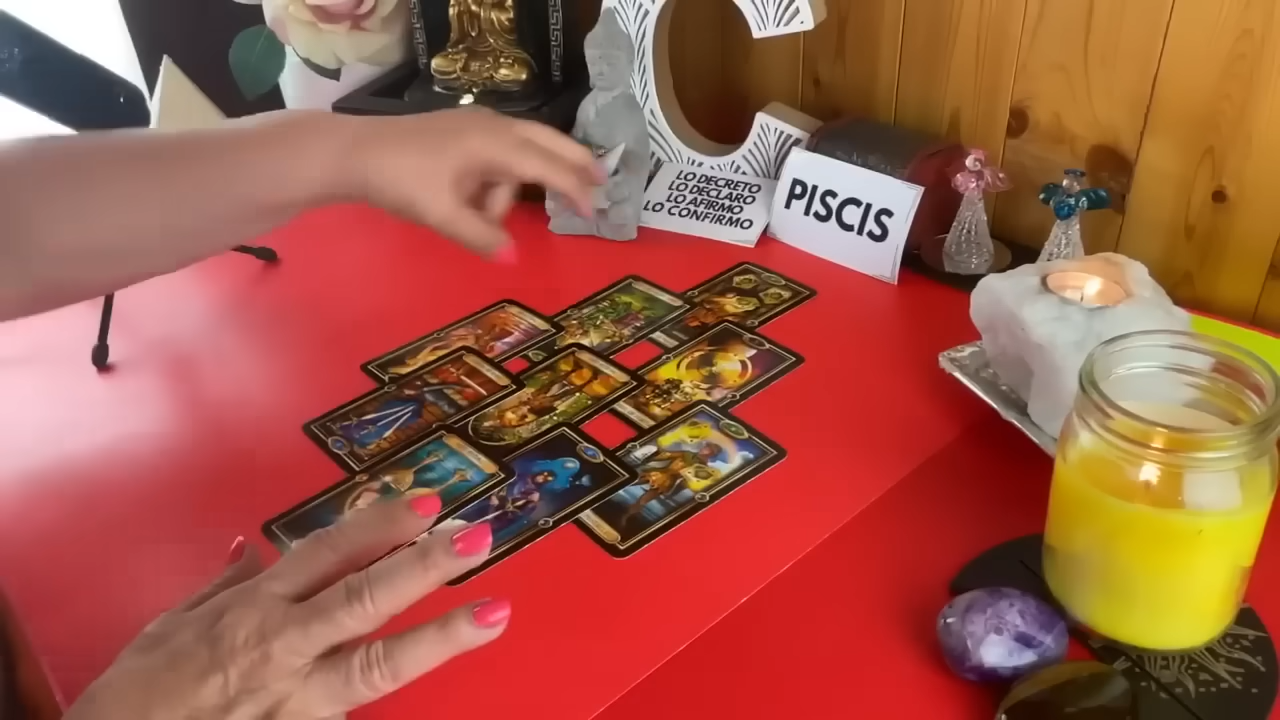 C
LO DECRETO
LO DECLARO
LO AFIRMO
LO CONFIRMO
PISCIS